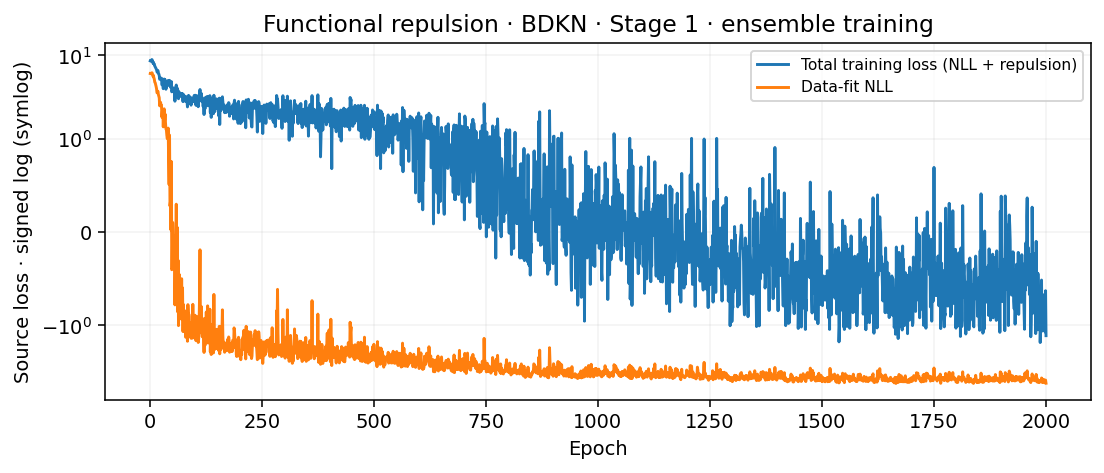 Functional repulsion · BDKN · Stage 1 · ensemble training
Total training loss (NLL + repulsion)
Data-fit NLL
Source loss · signed log (symlog)
10¹
10⁰
0
−10⁰
0 250 500 750 1000 1250 1500 1750 2000
Epoch